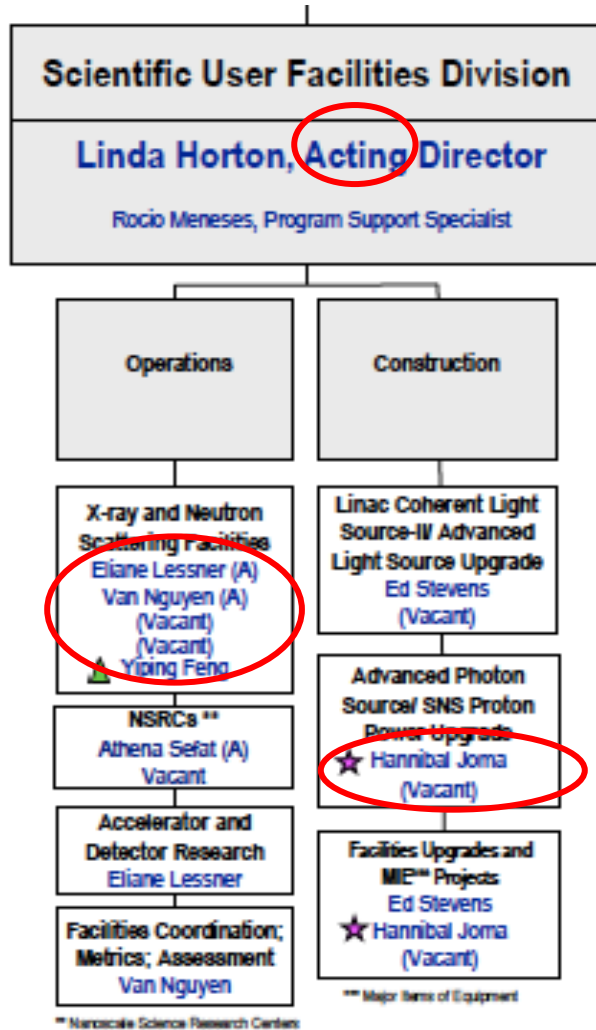 Scientific User Facilities Division
Linda Horton, Acting Director
Rocio Meneses, Program Support Specialist
Operations
X-ray and Neutron
Scattering Facilities
Eliane Lessner (A)
Van Nguyen (A)
(Vacant)
(Vacant)
Yiping Feng
NSRCs **
Athena Sefat (A)
Vacant
Accelerator and
Detector Research
Eliane Lessner
Facilities Coordination;
Metrics; Assessment
Van Nguyen
** Nanoscale Science Research Centers
Construction
Linac Coherent Light
Source-II/ Advanced
Light Source Upgrade
Ed Stevens
(Vacant)
Advanced Photon
Source/ SNS Proton
Power Upgrade
Hannibal Joma
(Vacant)
Facilities Upgrades and
MIE*** Projects
Ed Stevens
Hannibal Joma
(Vacant)
*** Major Items of Equipment